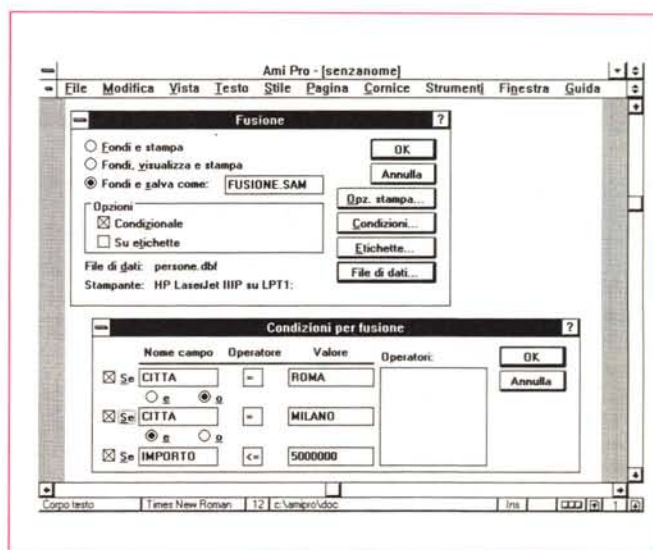 Ami Pro - [senzanome]
File Modifica Vista Testo Stile Pagina Cornice Strumenti Finestra Guida
Fusione ?
Fondi e stampa
Fondi, visualizza e stampa
Fondi e salva come: FUSIONE.SAM
OK
Annulla
Opz. stampa...
Opzioni
Condizionale
Su etichette
Condizioni...
Etichette...
File di dati: persone.dbf
File di dati...
Stampante: HP LaserJet IIIP su LPT1:
Condizioni per fusione ?
Nome campo Operatore Valore Operatori:
OK
Annulla
Se CITTA = ROMA
e o
Se CITTA = MILANO
e o
Se IMPORTO <= 5000000
Corpo testo Times New Roman 12 c:\amipro\doc Ins 1